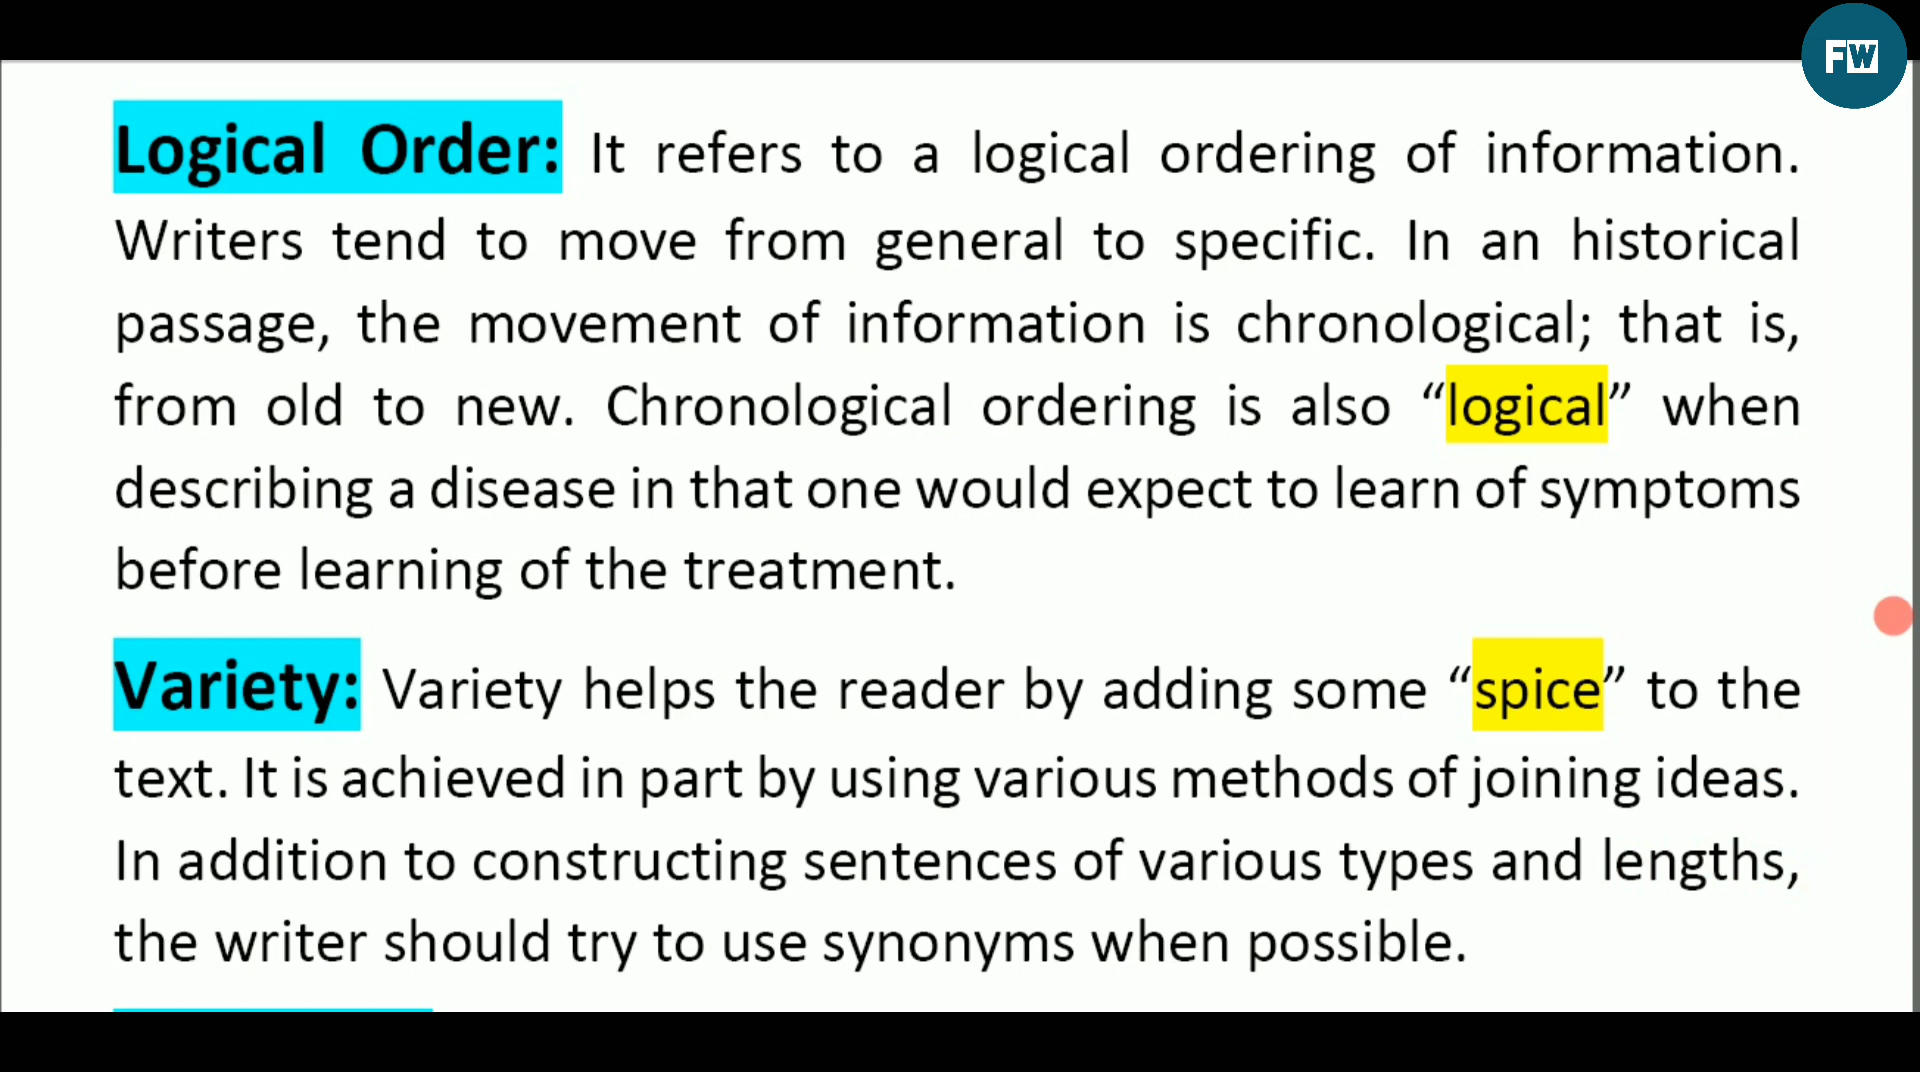 FW
Logical Order: It refers to a logical ordering of information.
Writers tend to move from general to specific. In an historical
passage, the movement of information is chronological; that is,
from old to new. Chronological ordering is also “logical” when
describing a disease in that one would expect to learn of symptoms
before learning of the treatment.
Variety: Variety helps the reader by adding some “spice” to the
text. It is achieved in part by using various methods of joining ideas.
In addition to constructing sentences of various types and lengths,
the writer should try to use synonyms when possible.